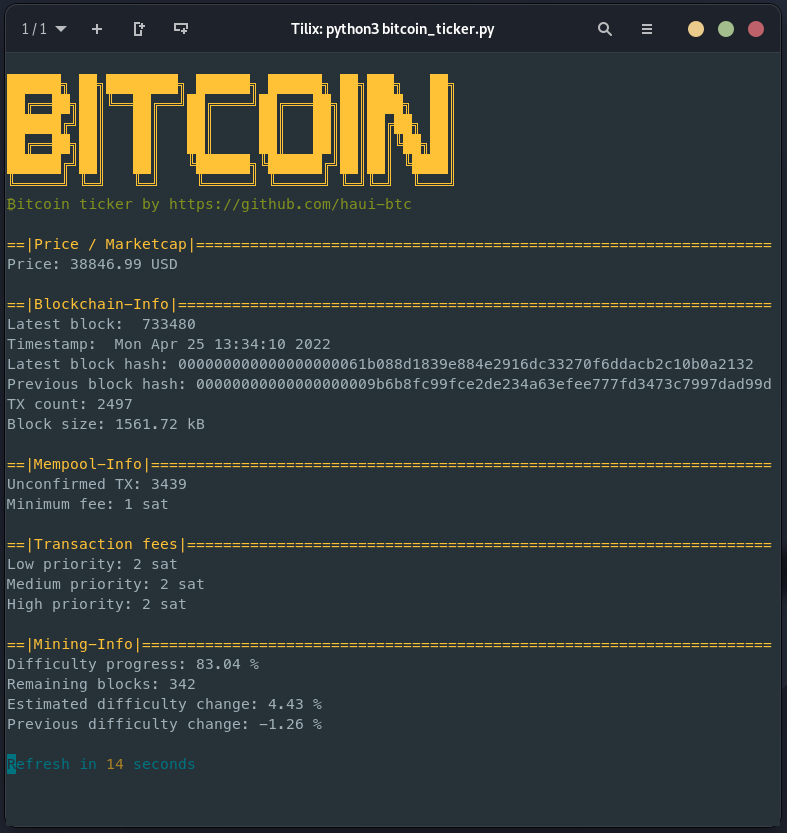 1 / 1 Tilix: python3 bitcoin_ticker.py
BITCOIN
₿itcoin ticker by https://github.com/haui-btc
==|Price / Marketcap|================================================================
Price: 38846.99 USD
==|Blockchain-Info|==================================================================
Latest block:  733480
Timestamp:  Mon Apr 25 13:34:10 2022
Latest block hash: 000000000000000000061b088d1839e884e2916dc33270f6ddacb2c10b0a2132
Previous block hash: 00000000000000000009b6b8fc99fce2de234a63efee777fd3473c7997dad99d
TX count: 2497
Block size: 1561.72 kB
==|Mempool-Info|=====================================================================
Unconfirmed TX: 3439
Minimum fee: 1 sat
==|Transaction fees|=================================================================
Low priority: 2 sat
Medium priority: 2 sat
High priority: 2 sat
==|Mining-Info|======================================================================
Difficulty progress: 83.04 %
Remaining blocks: 342
Estimated difficulty change: 4.43 %
Previous difficulty change: -1.26 %
Refresh in 14 seconds